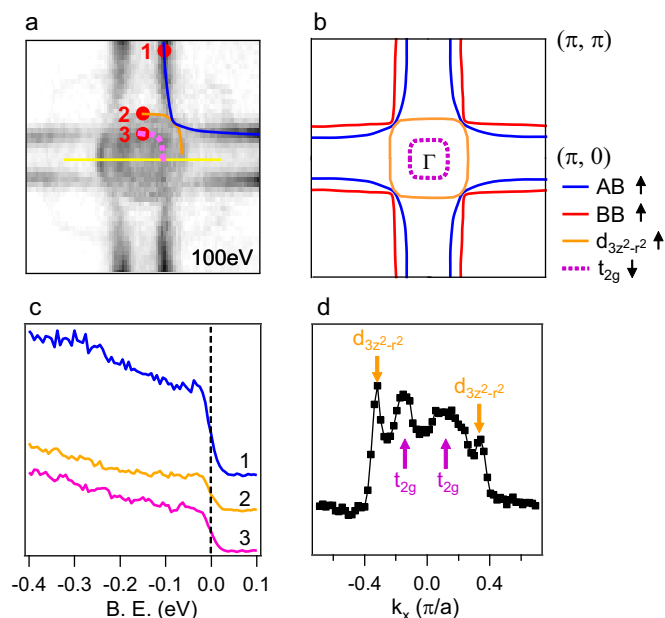 a
1
2
3
100eV
b
(π, π)
(π, 0)
Γ
AB ↑
BB ↑
d3z²-r² ↑
t2g ↓
c
1
2
3
-0.4 -0.3 -0.2 -0.1 0.0 0.1
B. E. (eV)
d
d3z²-r²
d3z²-r²
t2g
t2g
-0.4 0.0 0.4
kx (π/a)